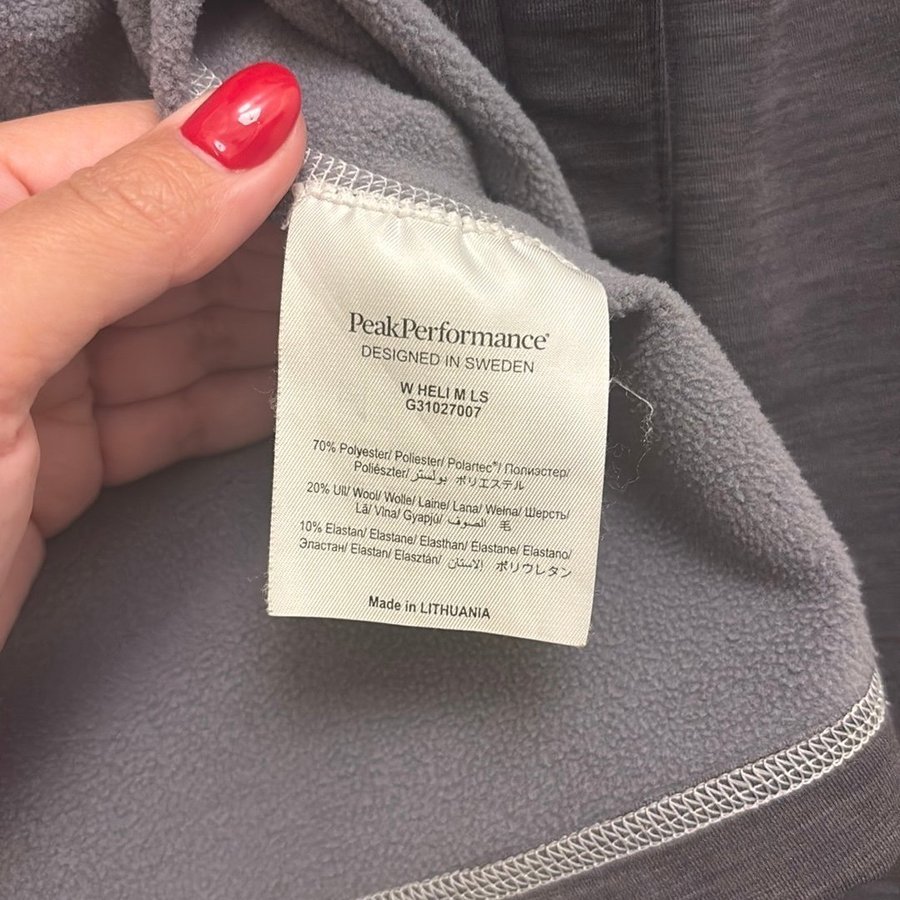 PeakPerformance®
DESIGNED IN SWEDEN
W HELI M LS
G31027007
70% Polyester/ Poliester/ Polartec®/ Полиэстер/
Poliészter/ بولستر ポリエステル
20% Ull/ Wool/ Wolle/ Laine/ Lana/ Wełna/ Шерсть/
Lã/ Vlna/ Gyapjú/ الصوف 毛
10% Elastan/ Elastane/ Elasthan/ Elastane/ Elastano/
Эластан/ Elastan/ Elasztán/ الاستان ポリウレタン
Made in LITHUANIA